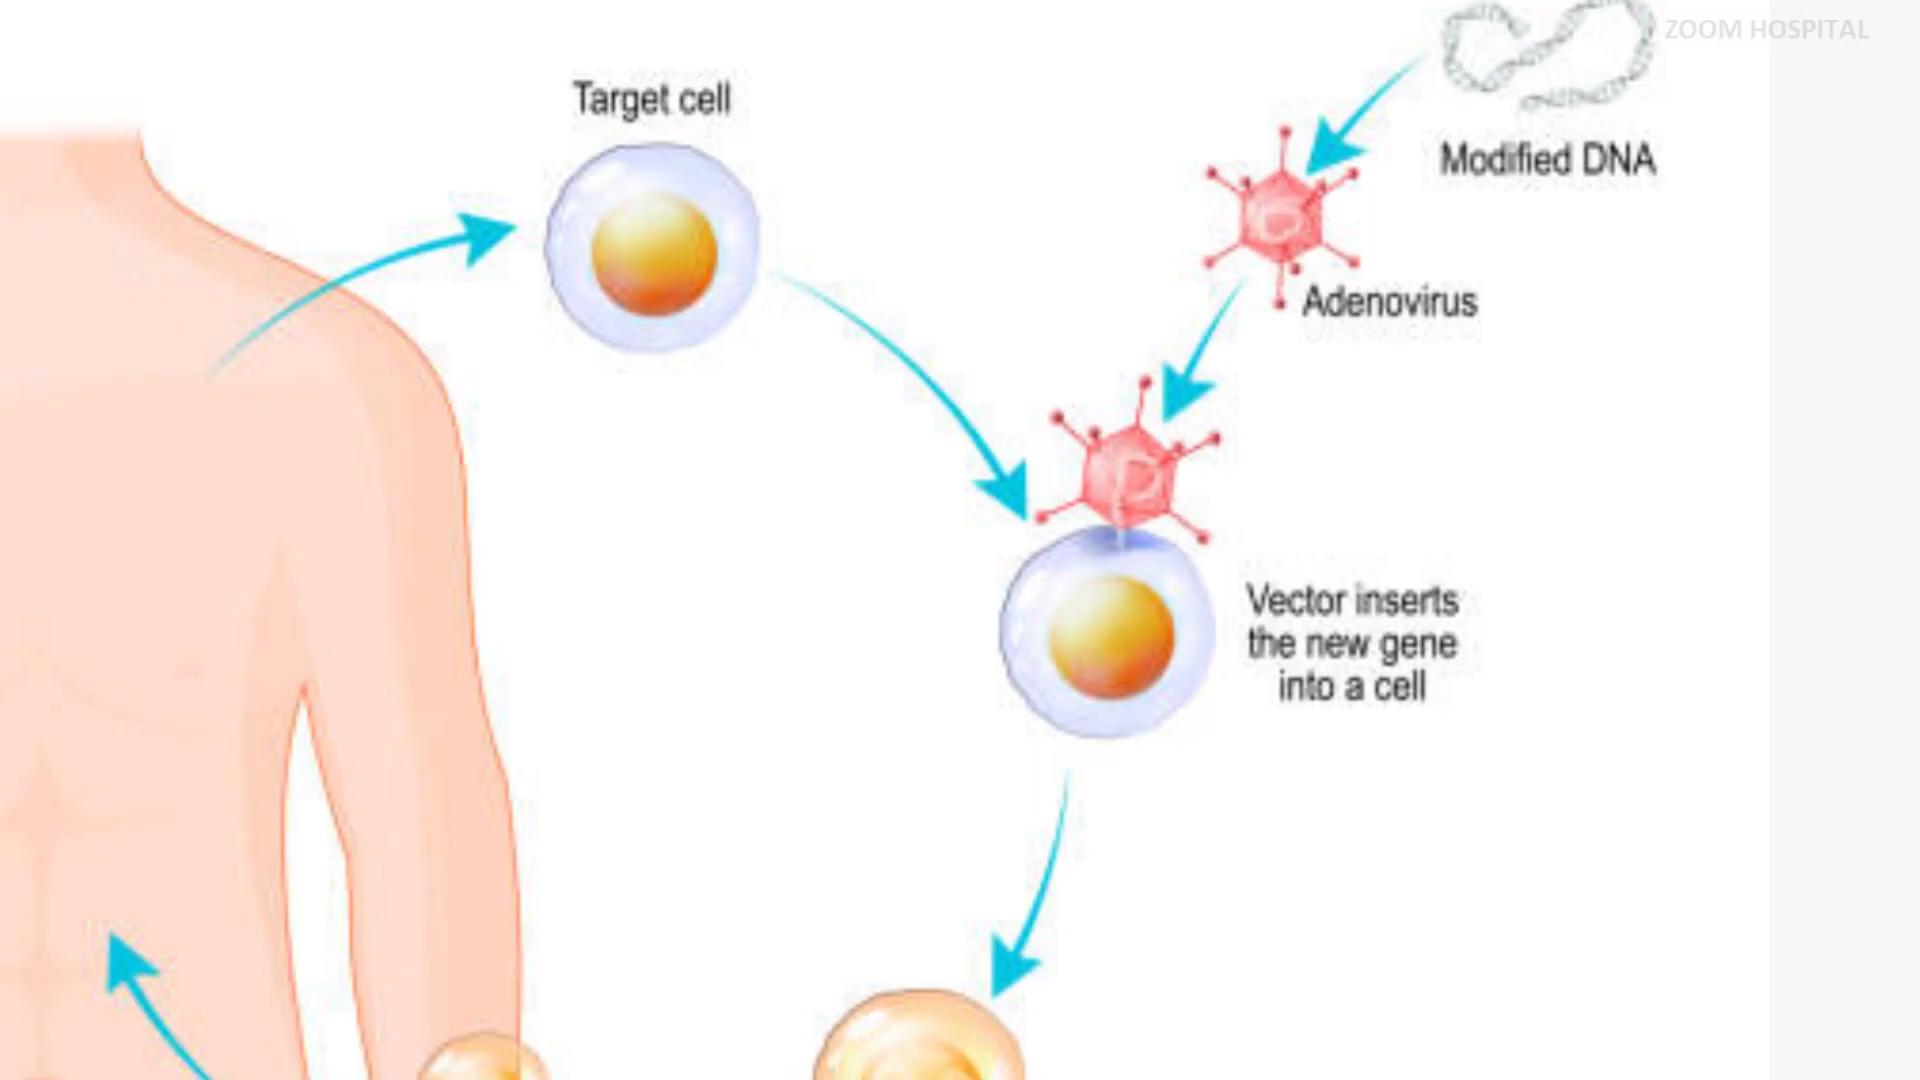 ZOOM HOSPITAL
Target cell
Modified DNA
Adenovirus
Vector inserts
the new gene
into a cell